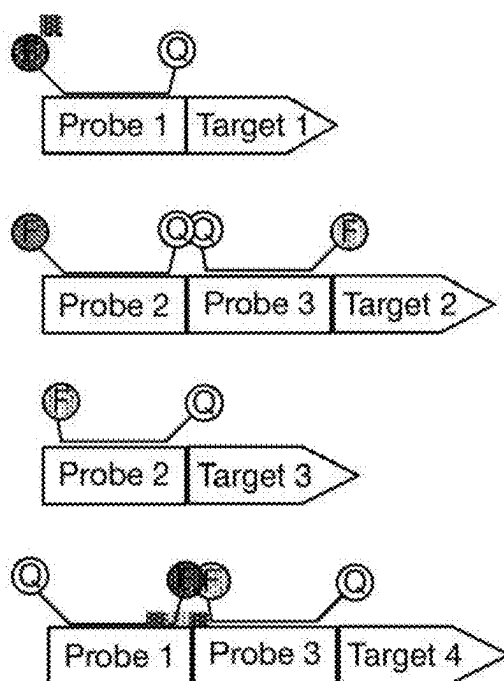 F Q
Probe 1 Target 1
F Q Q F
Probe 2 Probe 3 Target 2
F Q
Probe 2 Target 3
Q F F Q
Probe 1 Probe 3 Target 4